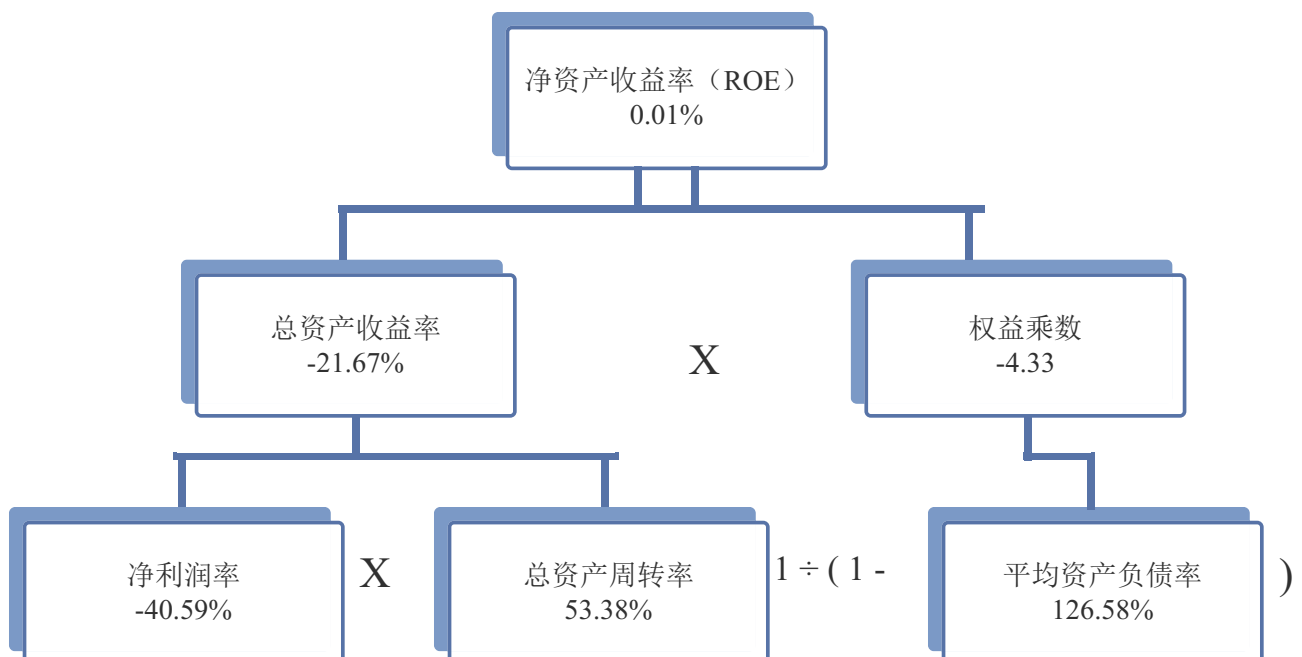 净资产收益率（ROE）
0.01%
总资产收益率
-21.67%
X
权益乘数
-4.33
净利润率
-40.59%
X
总资产周转率
53.38%
1 ÷ ( 1 -
平均资产负债率
126.58%
)